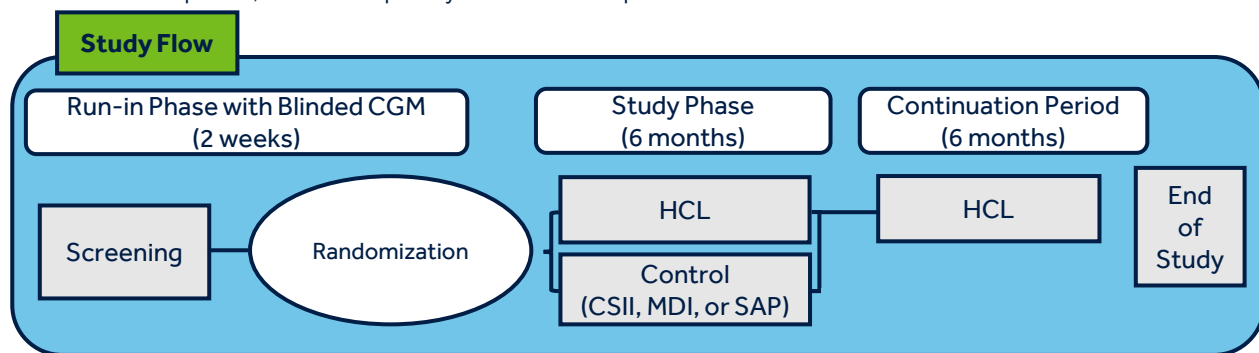 Study Flow
Run-in Phase with Blinded CGM
(2 weeks)
Study Phase
(6 months)
Continuation Period
(6 months)
Screening
Randomization
HCL
Control
(CSII, MDI, or SAP)
HCL
End
of
Study